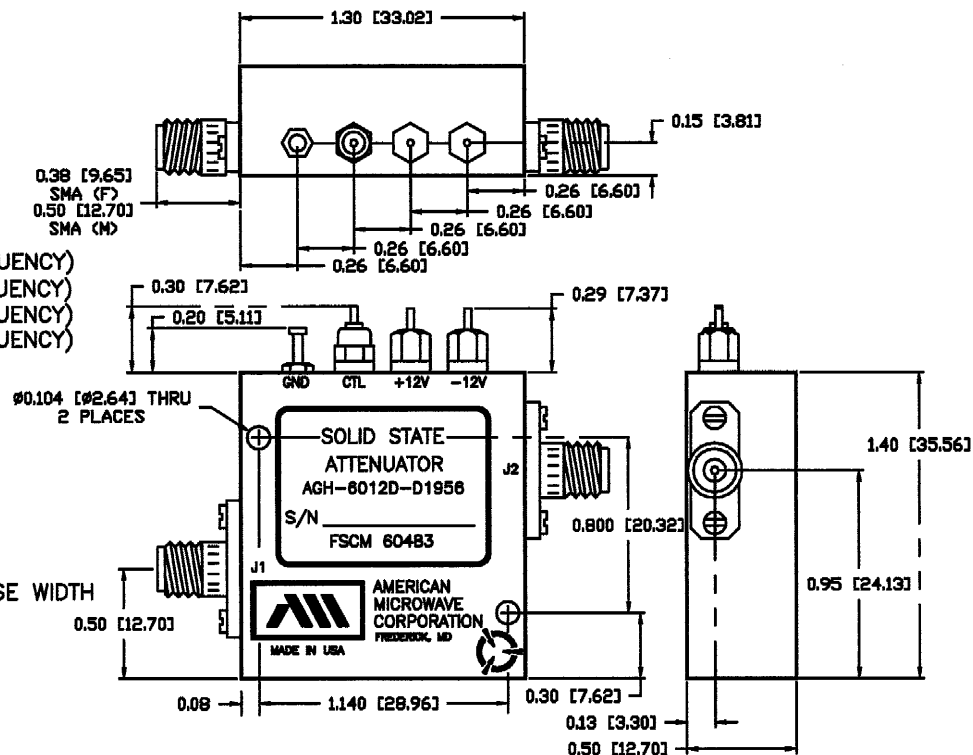 1.30 [33.02]
0.15 [3.81]
0.38 [9.65]
SMA (F)
0.50 [12.70]
SMA (M)
0.26 [6.60]
0.26 [6.60]
0.26 [6.60]
0.26 [6.60]
0.26 [6.60]
UENCY)
UENCY)
UENCY)
UENCY)
0.30 [7.62]
0.20 [5.11]
0.29 [7.37]
GND CTL +12V -12V
ø0.104 [ø2.64] THRU
2 PLACES
SOLID STATE
ATTENUATOR
AGH-6012D-D1956
S/N
FSCM 60483
J2
J1
1.40 [35.56]
0.800 [20.32]
0.95 [24.13]
SE WIDTH
0.50 [12.70]
AMERICAN
MICROWAVE
CORPORATION
FREDERICK, MD
MADE IN USA
0.08
1.140 [28.96]
0.30 [7.62]
0.13 [3.30]
0.50 [12.70]